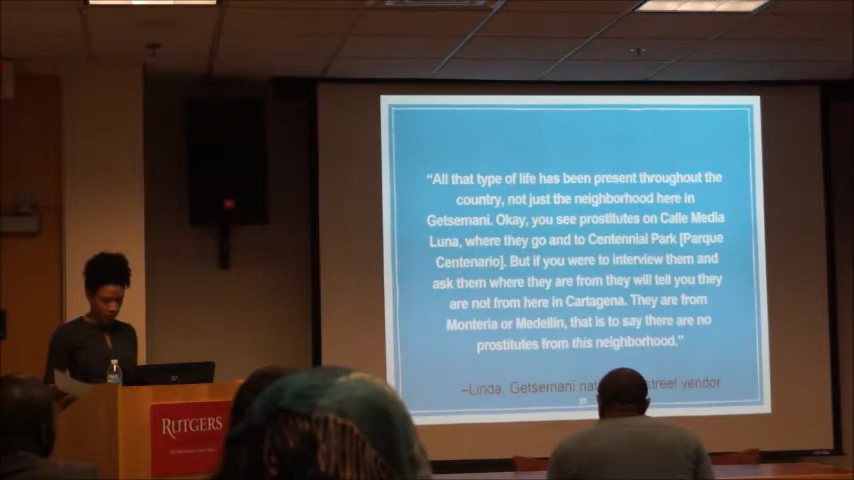 “All that type of life has been present throughout the
country, not just the neighborhood here in
Getsemani. Okay, you see prostitutes on Calle Media
Luna, where they go and to Centennial Park [Parque
Centenario]. But if you were to interview them and
ask them where they are from they will tell you they
are not from here in Cartagena. They are from
Monteria or Medellin, that is to say there are no
prostitutes from this neighborhood.”
–Linda, Getsemani street vendor
RUTGERS